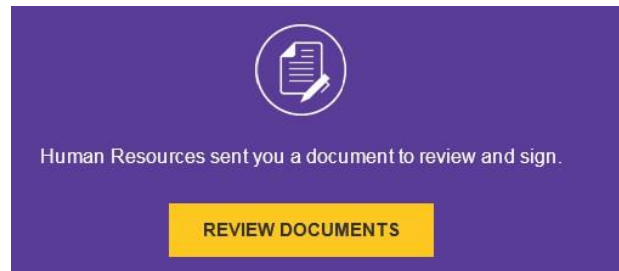 Human Resources sent you a document to review and sign.
REVIEW DOCUMENTS